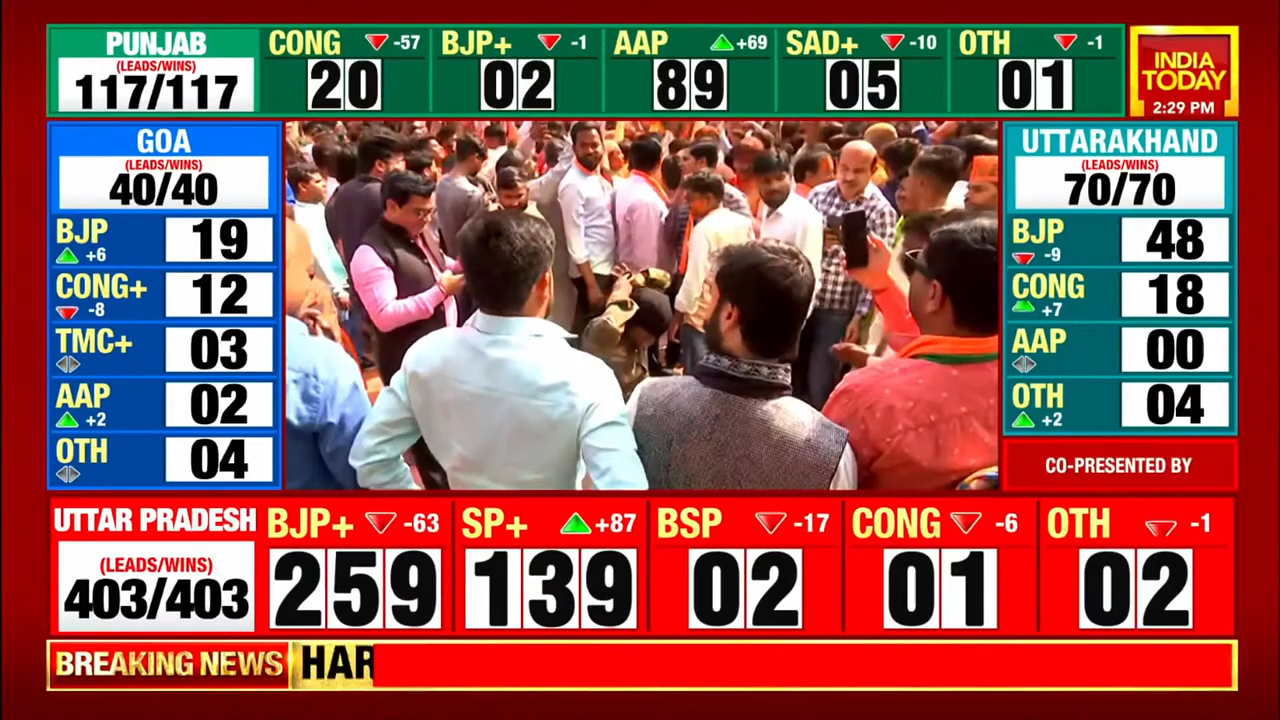 PUNJAB
(LEADS/WINS)
117/117
CONG -57
20
BJP+ -1
02
AAP +69
89
SAD+ -10
05
OTH -1
01
INDIA
TODAY
2:29 PM
GOA
(LEADS/WINS)
40/40
BJP
+6
19
CONG+
-8
12
TMC+
03
AAP
+2
02
OTH
04
UTTARAKHAND
(LEADS/WINS)
70/70
BJP
-9
48
CONG
+7
18
AAP
00
OTH
+2
04
CO-PRESENTED BY
UTTAR PRADESH
(LEADS/WINS)
403/403
BJP+ -63
259
SP+ +87
139
BSP -17
02
CONG -6
01
OTH -1
02
BREAKING NEWS HAR